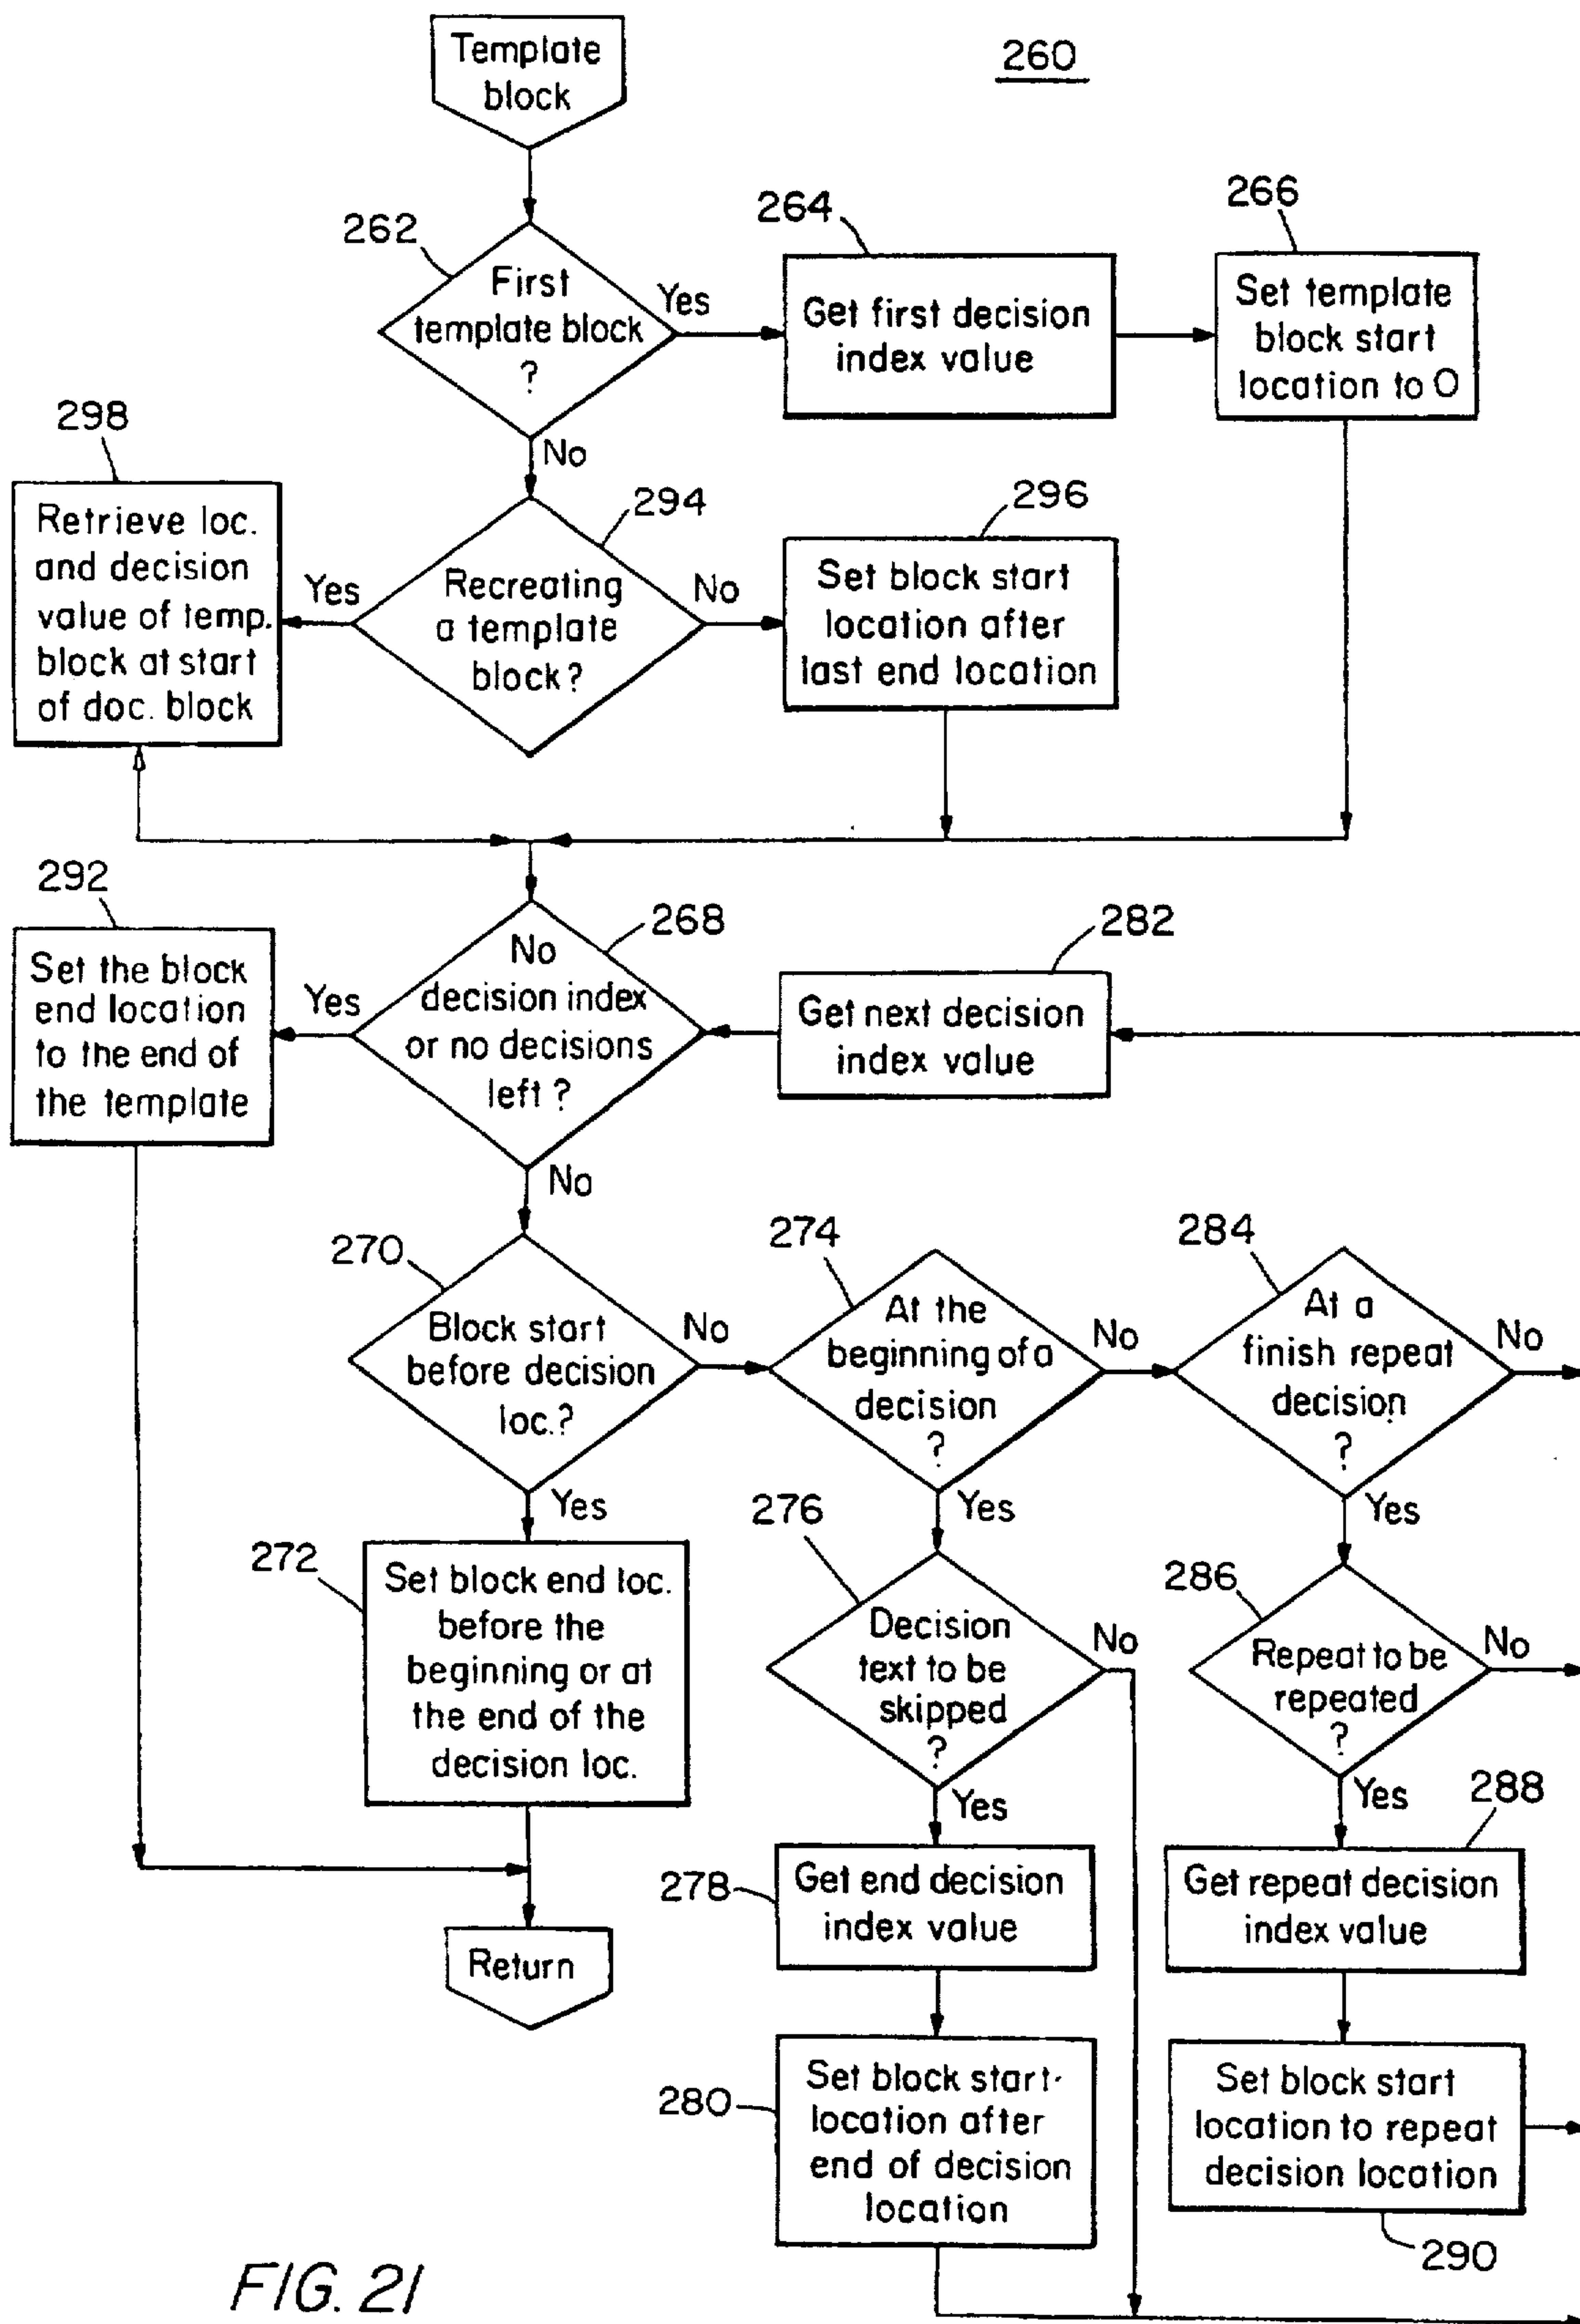 Template
block
260
262
First
template block
?
Yes
No
264
Get first decision
index value
266
Set template
block start
location to 0
298
Retrieve loc.
and decision
value of temp.
block at start
of doc. block
Yes
294
Recreating
a template
block?
No
296
Set block start
location after
last end location
292
Set the block
end location
to the end of
the template
Yes
268
No
decision index
or no decisions
left?
No
282
Get next decision
index value
270
Block start
before decision
loc.?
No
Yes
274
At the
beginning of a
decision
?
No
Yes
284
At a
finish repeat
decision
?
No
Yes
272
Set block end loc.
before the
beginning or at
the end of the
decision loc.
276
Decision
text to be
skipped
?
No
Yes
286
Repeat to be
repeated
?
No
Yes
278
Get end decision
index value
288
Get repeat decision
index value
Return
280
Set block start
location after
end of decision
location
Set block start
location to repeat
decision location
290
FIG. 21